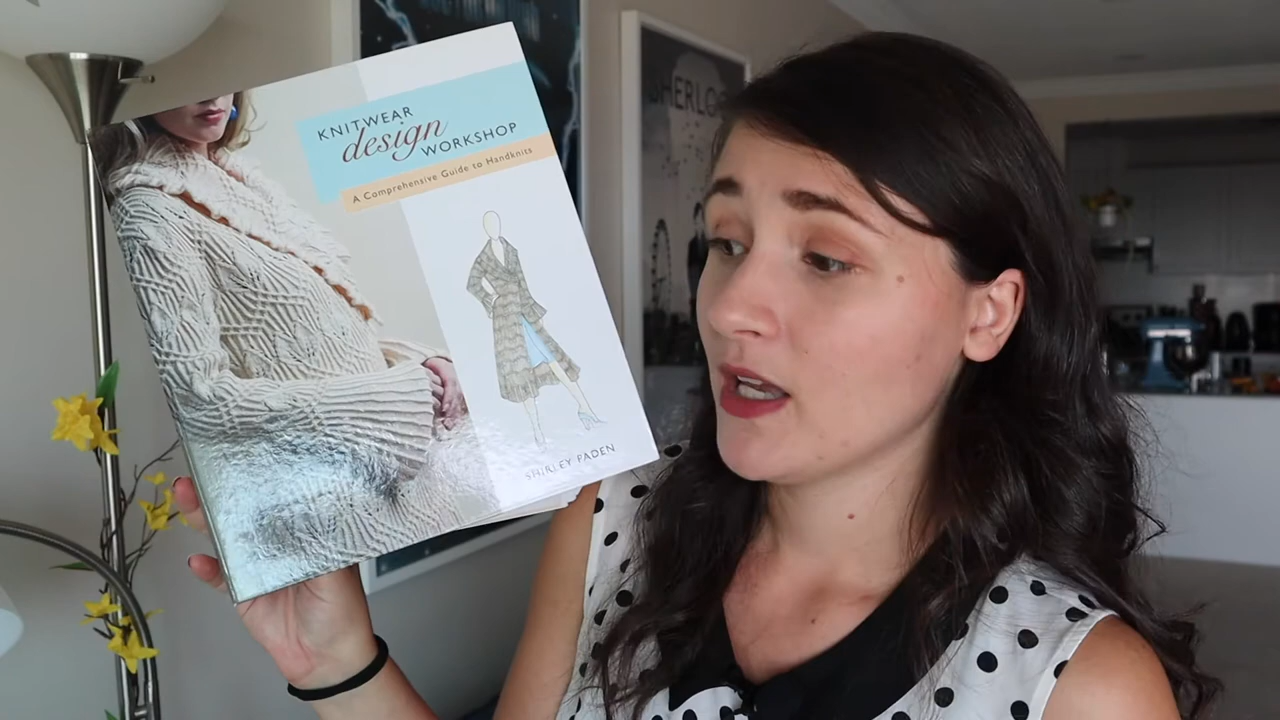 KNITWEAR
design
WORKSHOP
A Comprehensive Guide to Handknits
SHIRLEY PADEN